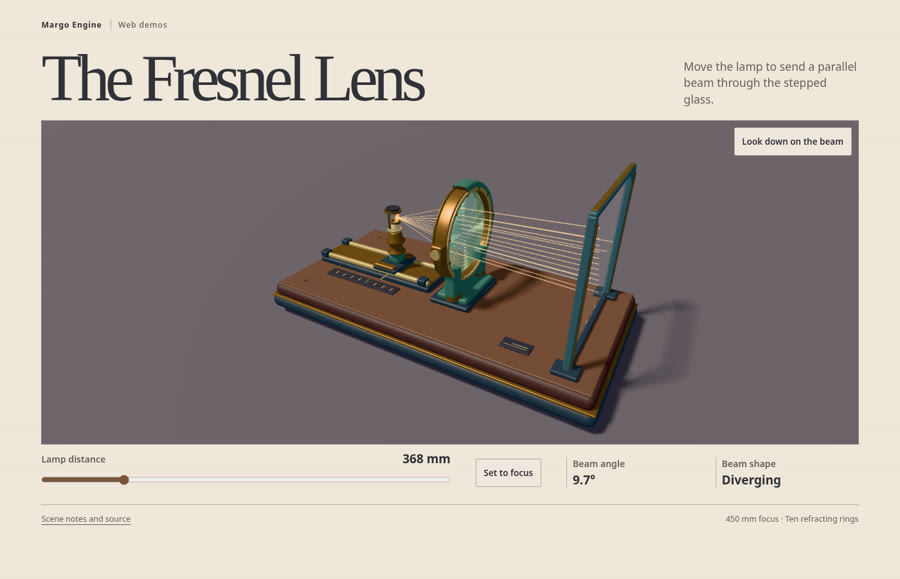 Margo Engine
Web demos
The Fresnel Lens
Move the lamp to send a parallel
beam through the stepped
glass.
Look down on the beam
Lamp distance
368 mm
Set to focus
Beam angle
9.7°
Beam shape
Diverging
Scene notes and source
450 mm focus · Ten refracting rings